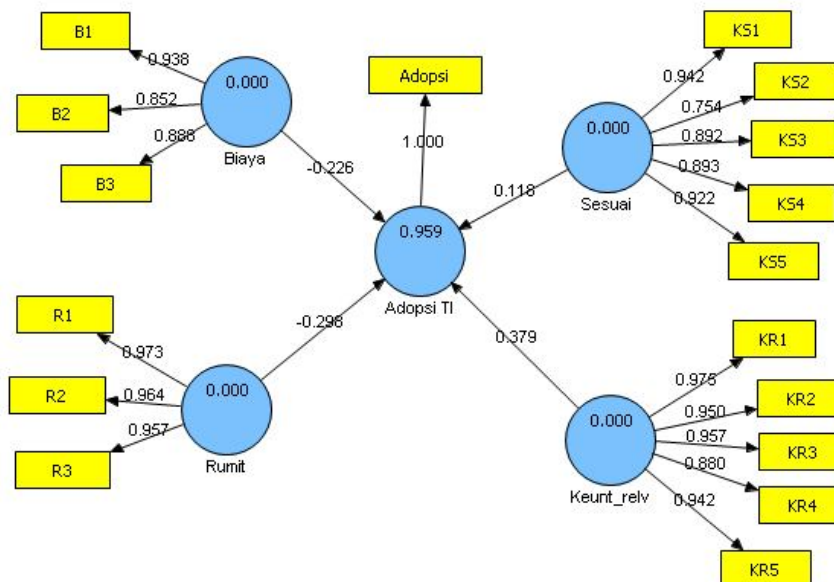 B1
0.938
B2
0.852
B3
0.888
0.000
Biaya
-0.226
Adopsi
1.000
0.959
Adopsi TI
KS1
0.942
KS2
0.754
KS3
0.892
KS4
0.893
KS5
0.922
0.000
Sesuai
0.118
R1
0.973
R2
0.964
R3
0.957
0.000
Rumit
-0.298
KR1
0.975
KR2
0.950
KR3
0.957
KR4
0.880
KR5
0.942
0.000
Keunt_relv
0.379